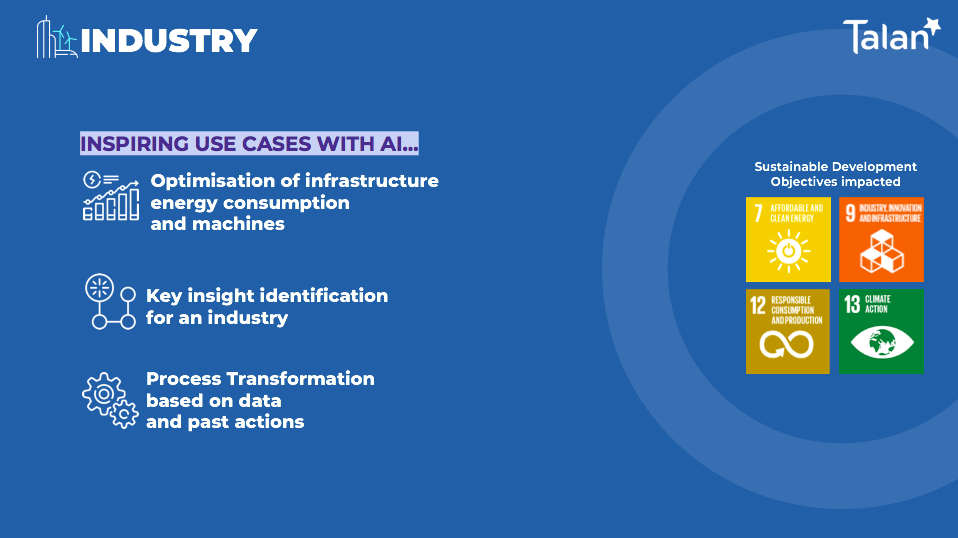 INDUSTRY
Talan
INSPIRING USE CASES WITH AI...
Optimisation of infrastructure
energy consumption
and machines
Key insight identification
for an industry
Process Transformation
based on data
and past actions
Sustainable Development
Objectives impacted
7 AFFORDABLE AND
CLEAN ENERGY
9 INDUSTRY, INNOVATION
AND INFRASTRUCTURE
12 RESPONSIBLE
CONSUMPTION
AND PRODUCTION
13 CLIMATE
ACTION